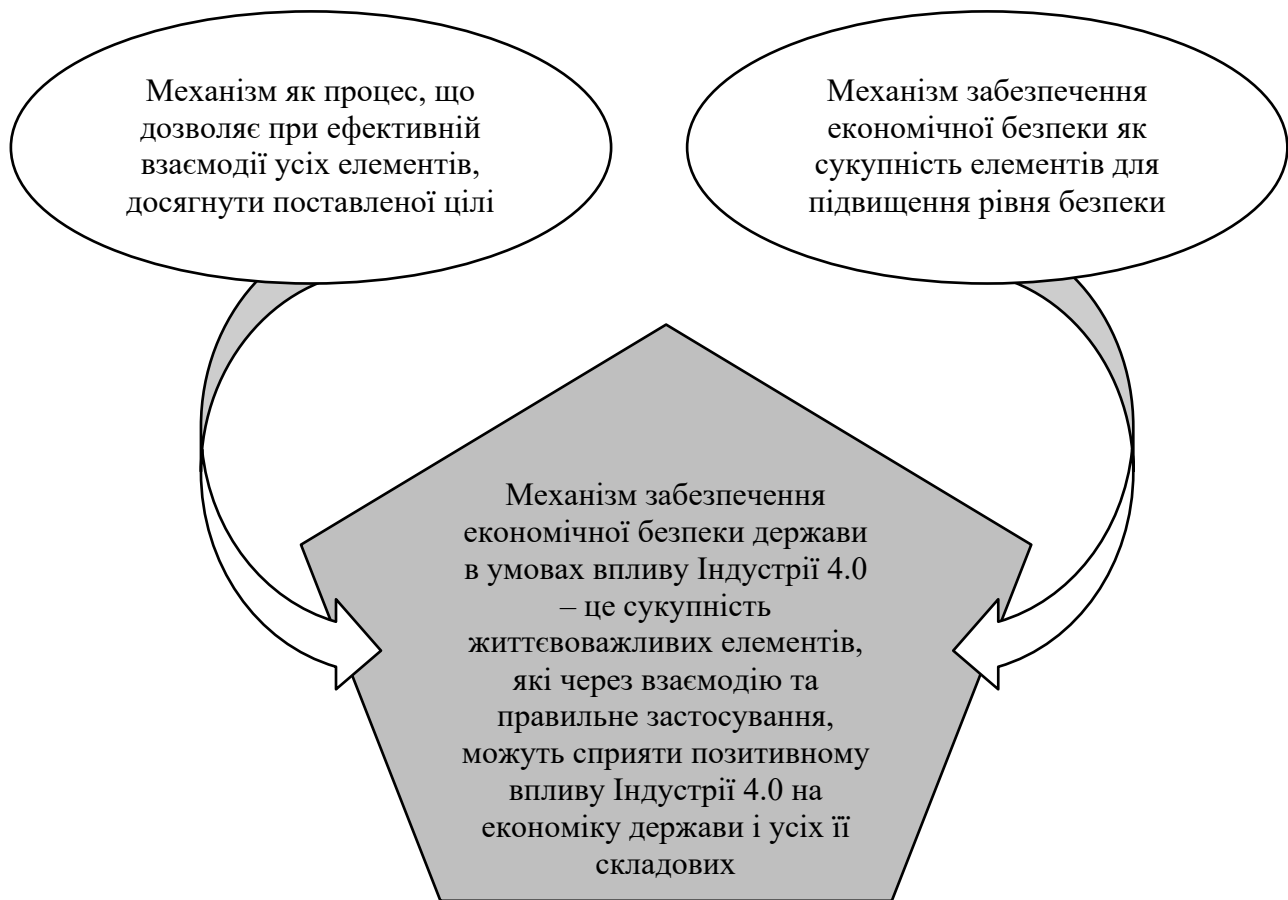 Механізм як процес, що
дозволяє при ефективній
взаємодії усіх елементів,
досягнути поставленої цілі
Механізм забезпечення
економічної безпеки як
сукупність елементів для
підвищення рівня безпеки
Механізм забезпечення
економічної безпеки держави
в умовах впливу Індустрії 4.0
– це сукупність
життєвоважливих елементів,
які через взаємодію та
правильне застосування,
можуть сприяти позитивному
впливу Індустрії 4.0 на
економіку держави і усіх її
складових